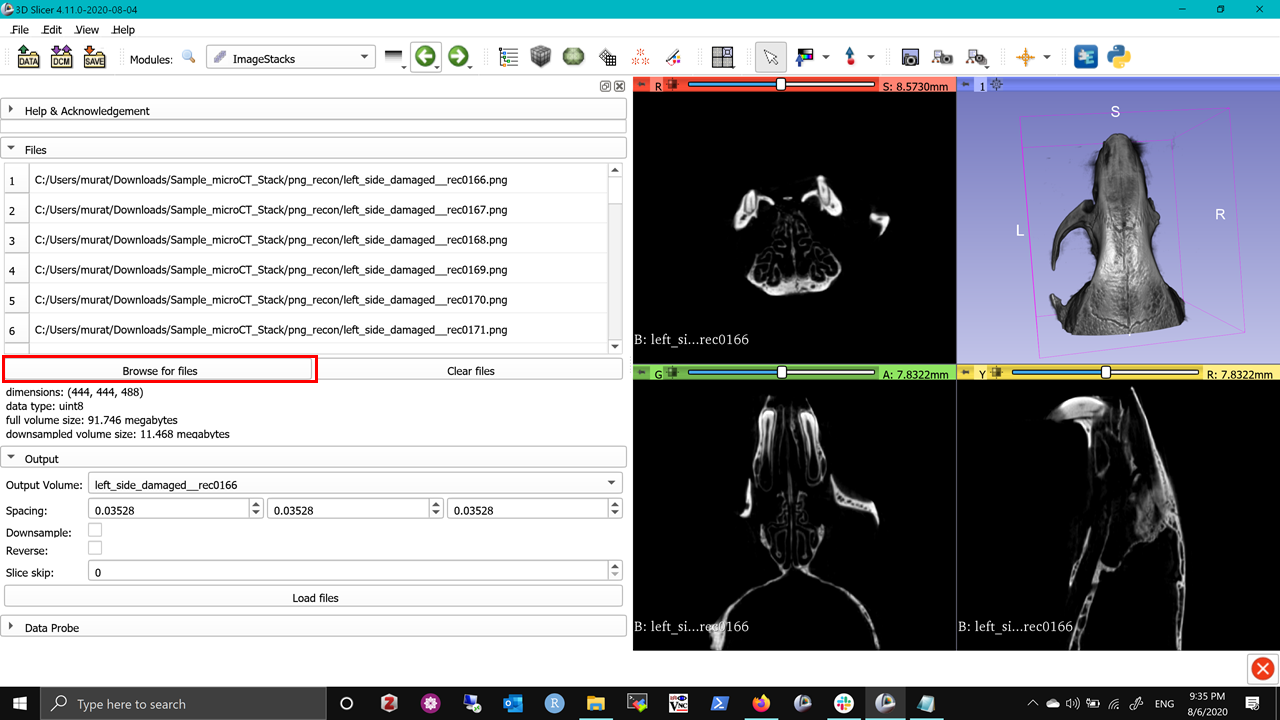 3D Slicer 4.11.0-2020-08-04
File Edit View Help
DATA DCM SAVE Modules: ImageStacks
Help & Acknowledgement
Files
1 C:/Users/murat/Downloads/Sample_microCT_Stack/png_recon/left_side_damaged__rec0166.png
2 C:/Users/murat/Downloads/Sample_microCT_Stack/png_recon/left_side_damaged__rec0167.png
3 C:/Users/murat/Downloads/Sample_microCT_Stack/png_recon/left_side_damaged__rec0168.png
4 C:/Users/murat/Downloads/Sample_microCT_Stack/png_recon/left_side_damaged__rec0169.png
5 C:/Users/murat/Downloads/Sample_microCT_Stack/png_recon/left_side_damaged__rec0170.png
6 C:/Users/murat/Downloads/Sample_microCT_Stack/png_recon/left_side_damaged__rec0171.png
Browse for files Clear files
dimensions: (444, 444, 488)
data type: uint8
full volume size: 91.746 megabytes
downsampled volume size: 11.468 megabytes
Output
Output Volume: left_side_damaged__rec0166
Spacing: 0.03528 0.03528 0.03528
Downsample:
Reverse:
Slice skip: 0
Load files
Data Probe
R S: 8.5730mm
B: left_si...rec0166
1
S
R
L
G A: 7.8322mm
B: left_si...rec0166
Y R: 7.8322mm
B: left_si...rec0166
Type here to search
Z
R
VNC
ENG
9:35 PM
8/6/2020